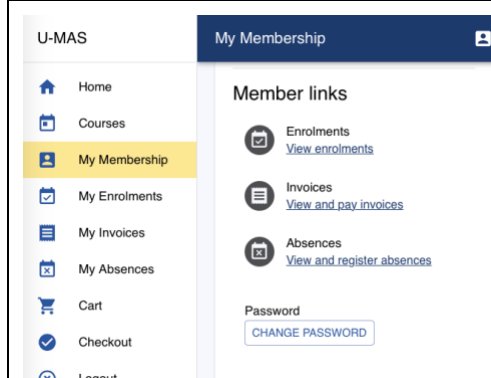 U-MAS
Home
Courses
My Membership
My Enrolments
My Invoices
My Absences
Cart
Checkout
Logout
My Membership
Member links
Enrolments
View enrolments
Invoices
View and pay invoices
Absences
View and register absences
Password
CHANGE PASSWORD